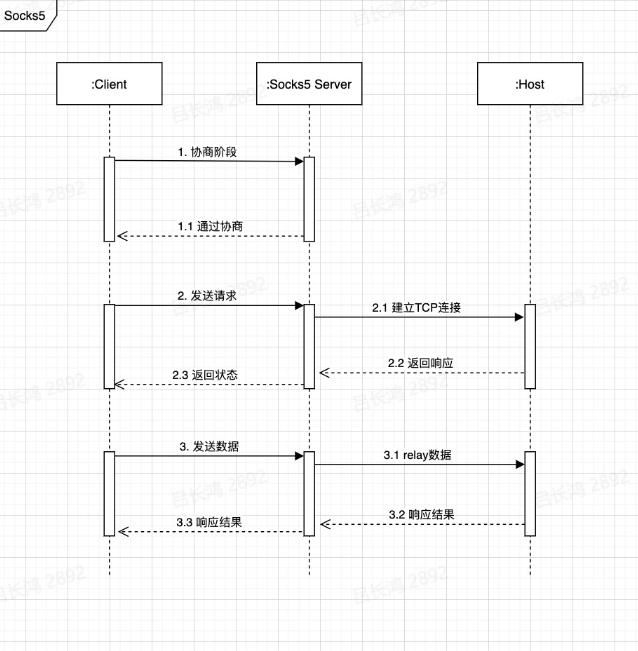 Socks5
:Client
:Socks5 Server
:Host
1. 协商阶段
1.1 通过协商
2. 发送请求
2.1 建立TCP连接
2.2 返回响应
2.3 返回状态
3. 发送数据
3.1 relay数据
3.2 响应结果
3.3 响应结果
吕长鸿 2892